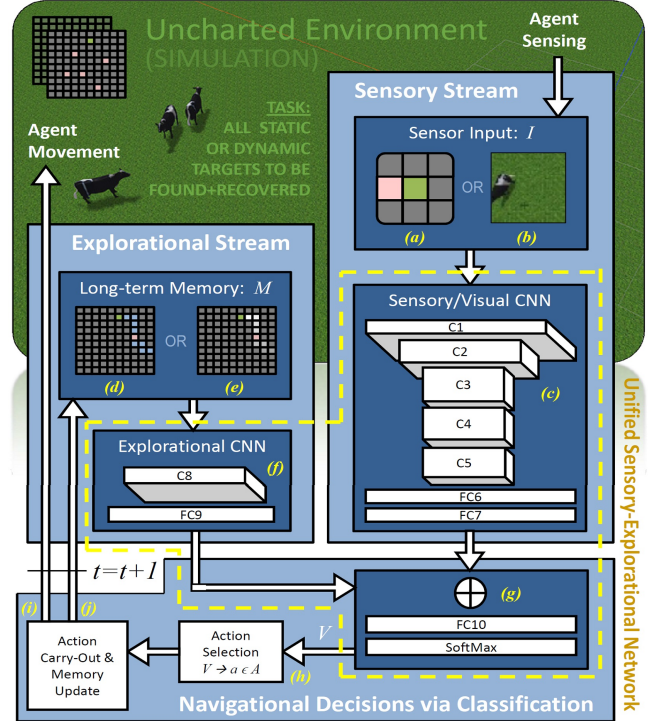 Uncharted Environment
(SIMULATION)
Agent
Sensing
TASK:
ALL STATIC
OR DYNAMIC
TARGETS TO BE
FOUND+RECOVERED
Agent
Movement
Sensory Stream
Sensor Input: I
OR
(a)
(b)
Explorational Stream
Long-term Memory: M
OR
(d)
(e)
Sensory/Visual CNN
C1
C2
C3
(c)
C4
C5
FC6
FC7
Explorational CNN
(f)
C8
FC9
Unified Sensory-Explorational Network
t=t+1
(i)
(j)
(g)
FC10
SoftMax
V
Action
Selection
V → a ϵ A
(h)
Action
Carry-Out &
Memory
Update
Navigational Decisions via Classification